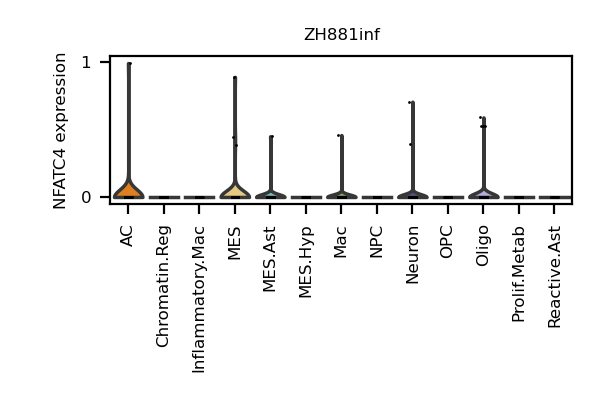 ZH881inf
NFATC4 expression
1
0
AC
Chromatin.Reg
Inflammatory.Mac
MES
MES.Ast
MES.Hyp
Mac
NPC
Neuron
OPC
Oligo
Prolif.Metab
Reactive.Ast